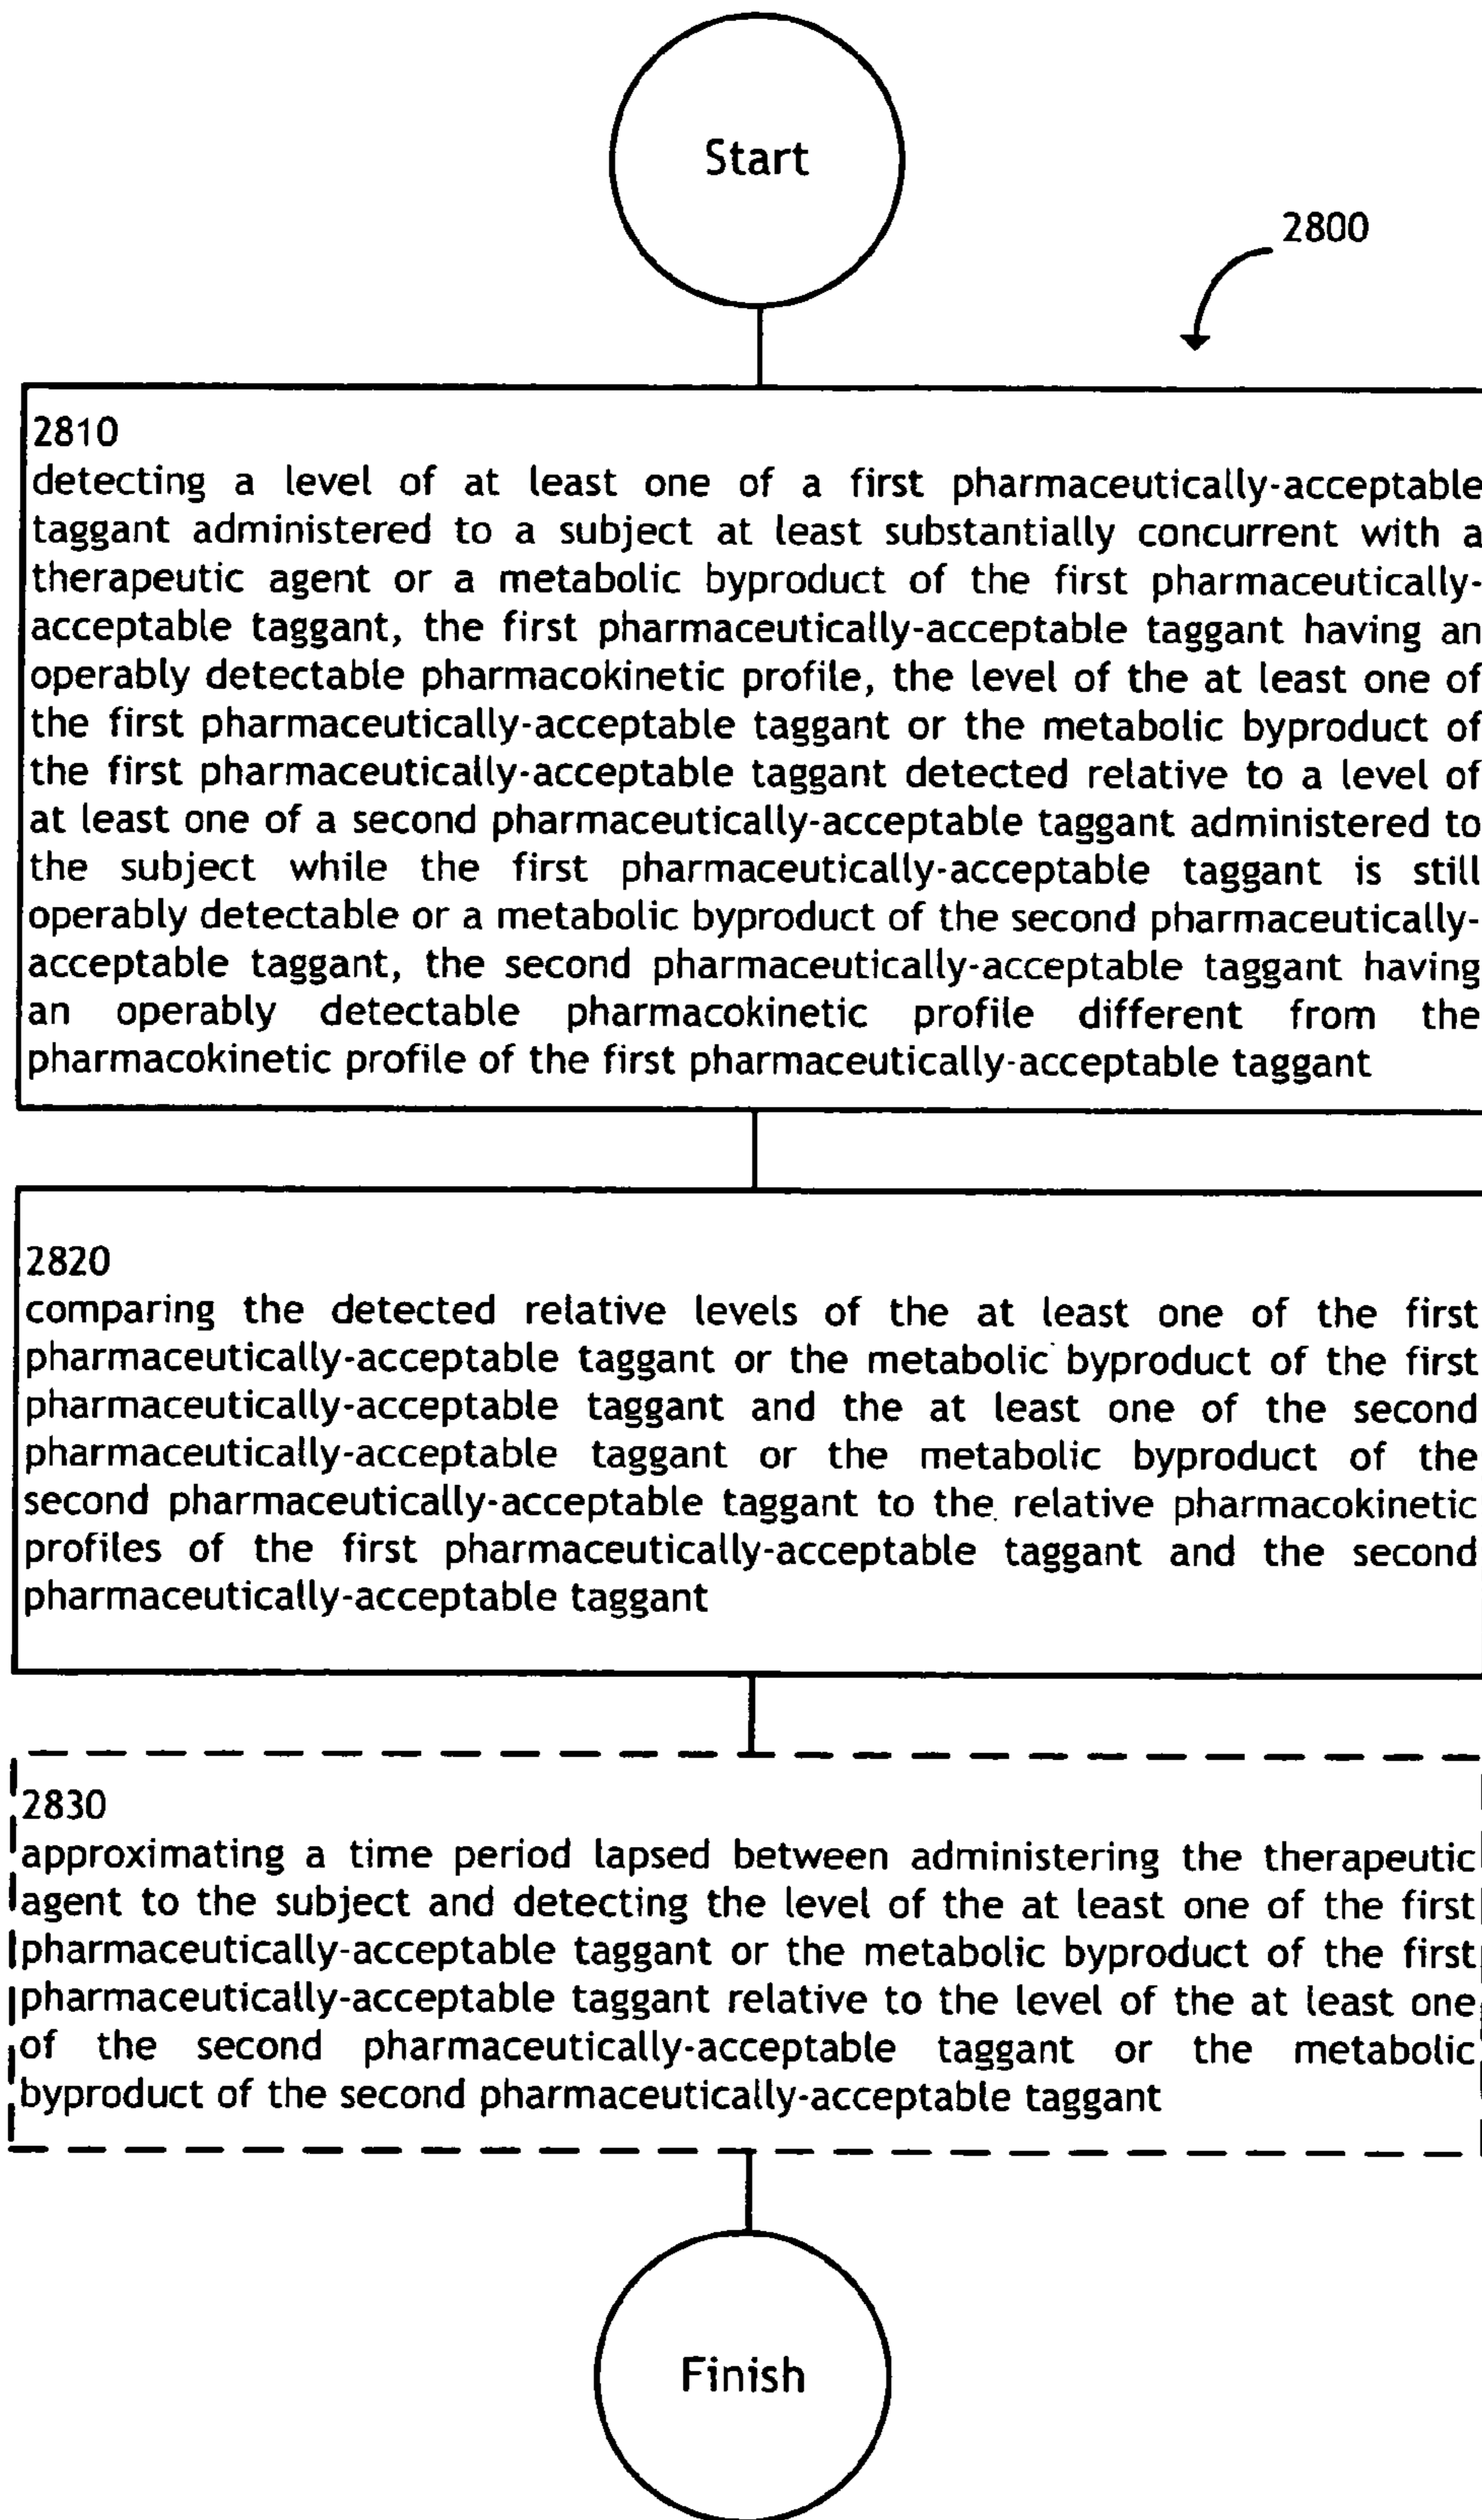 Start
2800
2810
detecting a level of at least one of a first pharmaceutically-acceptable
taggant administered to a subject at least substantially concurrent with a
therapeutic agent or a metabolic byproduct of the first pharmaceutically-
acceptable taggant, the first pharmaceutically-acceptable taggant having an
operably detectable pharmacokinetic profile, the level of the at least one of
the first pharmaceutically-acceptable taggant or the metabolic byproduct of
the first pharmaceutically-acceptable taggant detected relative to a level of
at least one of a second pharmaceutically-acceptable taggant administered to
the subject while the first pharmaceutically-acceptable taggant is still
operably detectable or a metabolic byproduct of the second pharmaceutically-
acceptable taggant, the second pharmaceutically-acceptable taggant having
an operably detectable pharmacokinetic profile different from the
pharmacokinetic profile of the first pharmaceutically-acceptable taggant
2820
comparing the detected relative levels of the at least one of the first
pharmaceutically-acceptable taggant or the metabolic byproduct of the first
pharmaceutically-acceptable taggant and the at least one of the second
pharmaceutically-acceptable taggant or the metabolic byproduct of the
second pharmaceutically-acceptable taggant to the relative pharmacokinetic
profiles of the first pharmaceutically-acceptable taggant and the second
pharmaceutically-acceptable taggant
2830
approximating a time period lapsed between administering the therapeutic
agent to the subject and detecting the level of the at least one of the first
pharmaceutically-acceptable taggant or the metabolic byproduct of the first
pharmaceutically-acceptable taggant relative to the level of the at least one
of the second pharmaceutically-acceptable taggant or the metabolic
byproduct of the second pharmaceutically-acceptable taggant
Finish